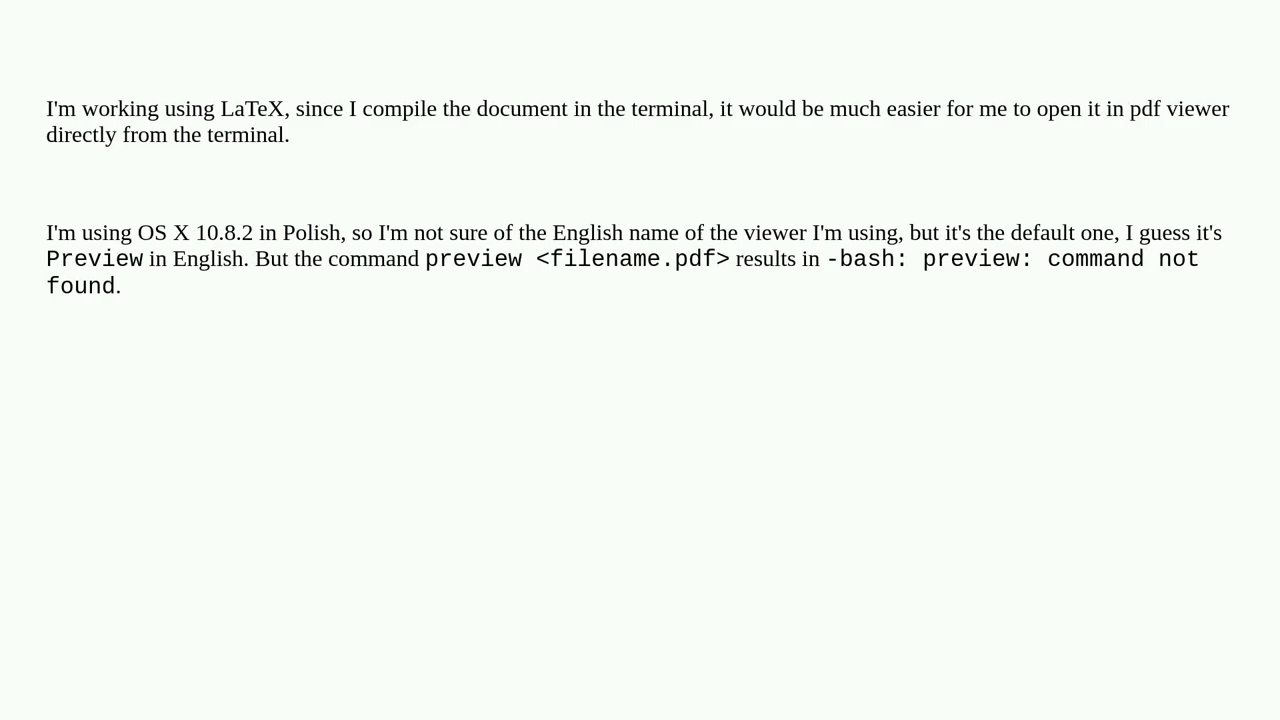 I'm working using LaTeX, since I compile the document in the terminal, it would be much easier for me to open it in pdf viewer
directly from the terminal.
I'm using OS X 10.8.2 in Polish, so I'm not sure of the English name of the viewer I'm using, but it's the default one, I guess it's
Preview in English. But the command preview <filename.pdf> results in -bash: preview: command not
found.